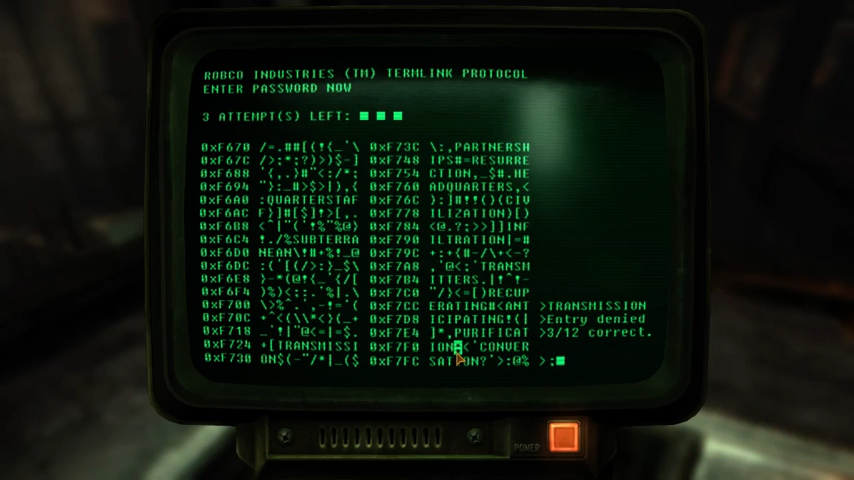 ROBCO INDUSTRIES (TM) TERMLINK PROTOCOL
ENTER PASSWORD NOW
3 ATTEMPT(S) LEFT: ■ ■ ■
0xF670 /=.##[(!{_'\ 0xF73C \:,PARTNERSH
0xF67C />:*;?)>)$-] 0xF748 IPS#=RESURRE
0xF688 '{,.}#"<:/*: 0xF754 CTION,_$#.HE
0xF694 "}:_#>$>|),{ 0xF760 ADQUARTERS,<
0xF6A0 :QUARTERSTAF 0xF76C ):]#!!()(CIV
0xF6AC F}]#[$]!>[,. 0xF778 ILIZATION)[)
0xF6B8 <^|"('!%"%@) 0xF784 <@.?;>>]]INF
0xF6C4 !./%SUBTERRA 0xF790 ILTRATION]=#
0xF6D0 NEAN\!#+%!_@ 0xF79C +:+{#-/\+<-?
0xF6DC :('[(/>:}_$\ 0xF7A8 ,'@<:'TRANSM
0xF6E8 }-*(@!{^{/[ 0xF7B4 ITTERS.|!^!-
0xF6F4 )%)<::.'%|.\ 0xF7C0 "/}<=[)RECUP
0xF700 \>%^-',-!='( 0xF7CC ERATING#<ANT >TRANSMISSION
0xF70C +^<(\\*<)(_+ 0xF7D8 ICIPATING!(| >Entry denied
0xF718 _'!|"@<=|=$. 0xF7E4 ]*,PURIFICAT >3/12 correct.
0xF724 +[TRANSMISSI 0xF7F0 ION;<'CONVER
0xF730 ON$(-"/*|_($ 0xF7FC SATION?'>:@% >;■
POWER